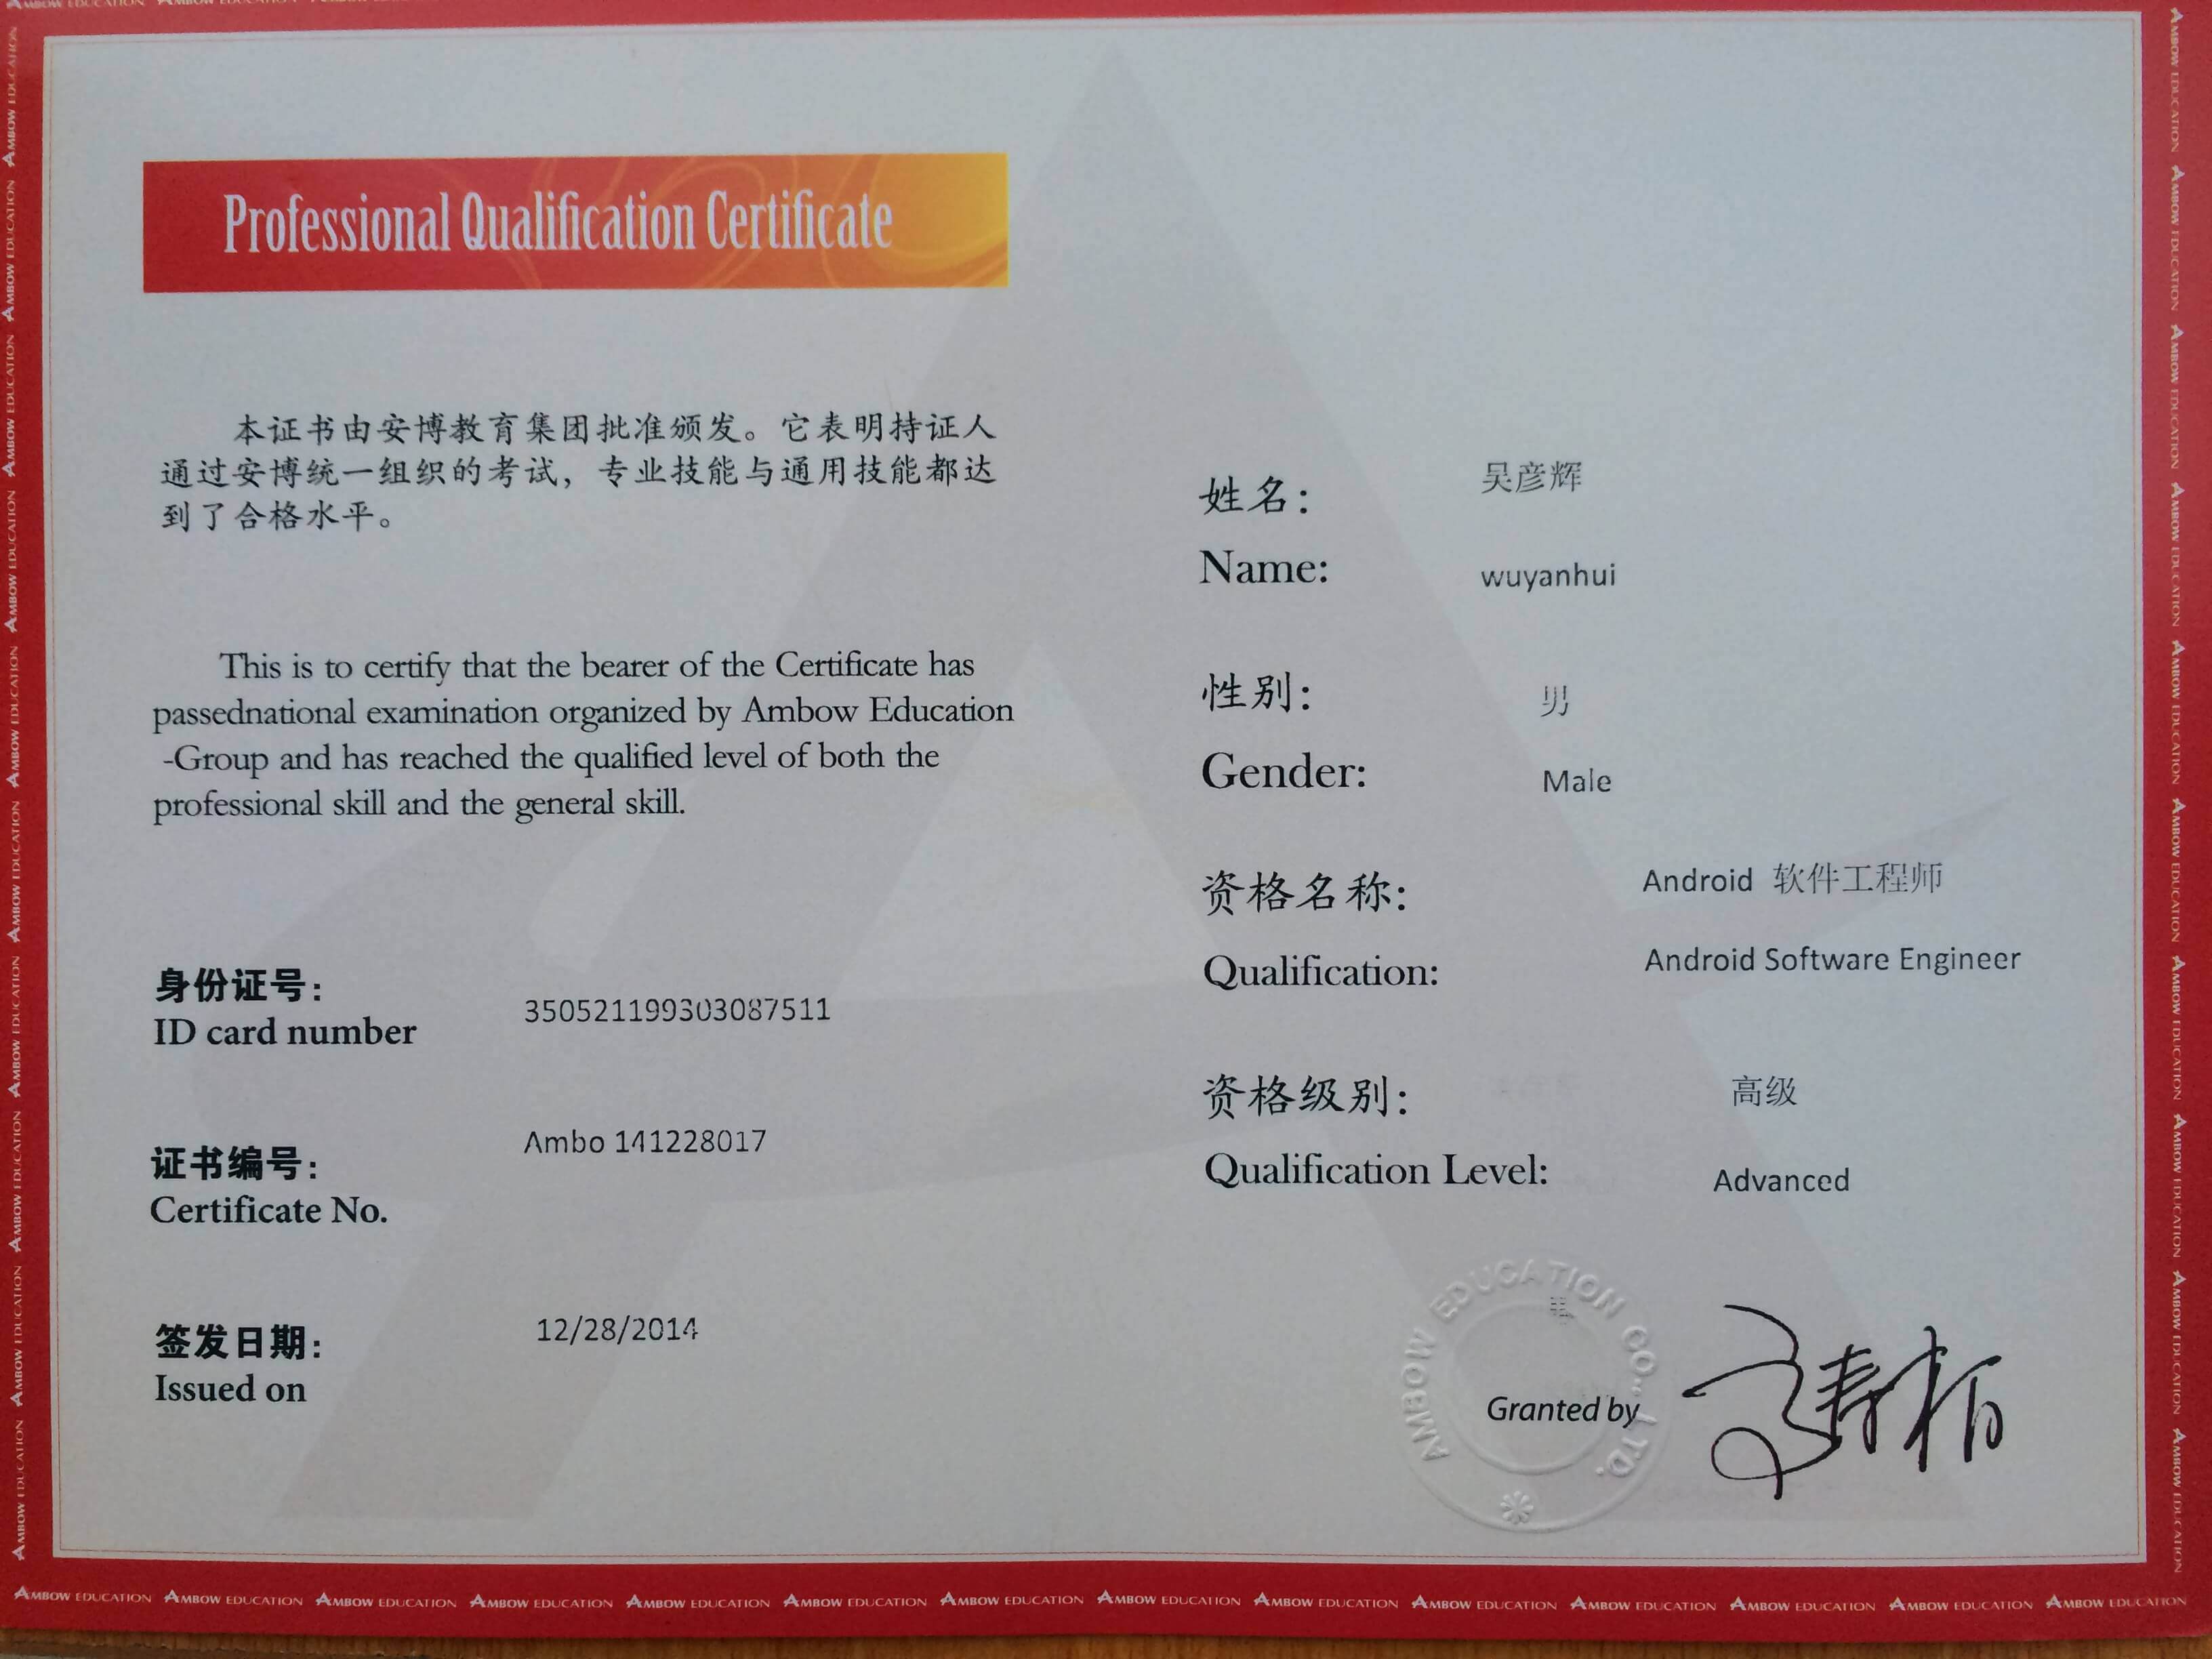 Professional Qualification Certificate
本证书由安博教育集团批准颁发。它表明持证人
通过安博统一组织的考试，专业技能与通用技能都达
到了合格水平。
This is to certify that the bearer of the Certificate has
passednational examination organized by Ambow Education
-Group and has reached the qualified level of both the
professional skill and the general skill.
身份证号:
ID card number
350521199303087511
证书编号:
Certificate No.
Ambo 141228017
签发日期:
Issued on
12/28/2014
姓名: 吴彦辉
Name: wuyanhui
性别: 男
Gender: Male
资格名称: Android 软件工程师
Qualification: Android Software Engineer
资格级别: 高级
Qualification Level: Advanced
AMBOW EDUCATION CO., LTD.
Granted by
AMBOW EDUCATION AMBOW EDUCATION AMBOW EDUCATION AMBOW EDUCATION AMBOW EDUCATION AMBOW EDUCATION AMBOW EDUCATION AMBOW EDUCATION AMBOW EDUCATION AMBOW EDUCATION AMBOW EDUCATION AMBOW EDUCATION AMBOW EDUCATION AMBOW EDUCATION